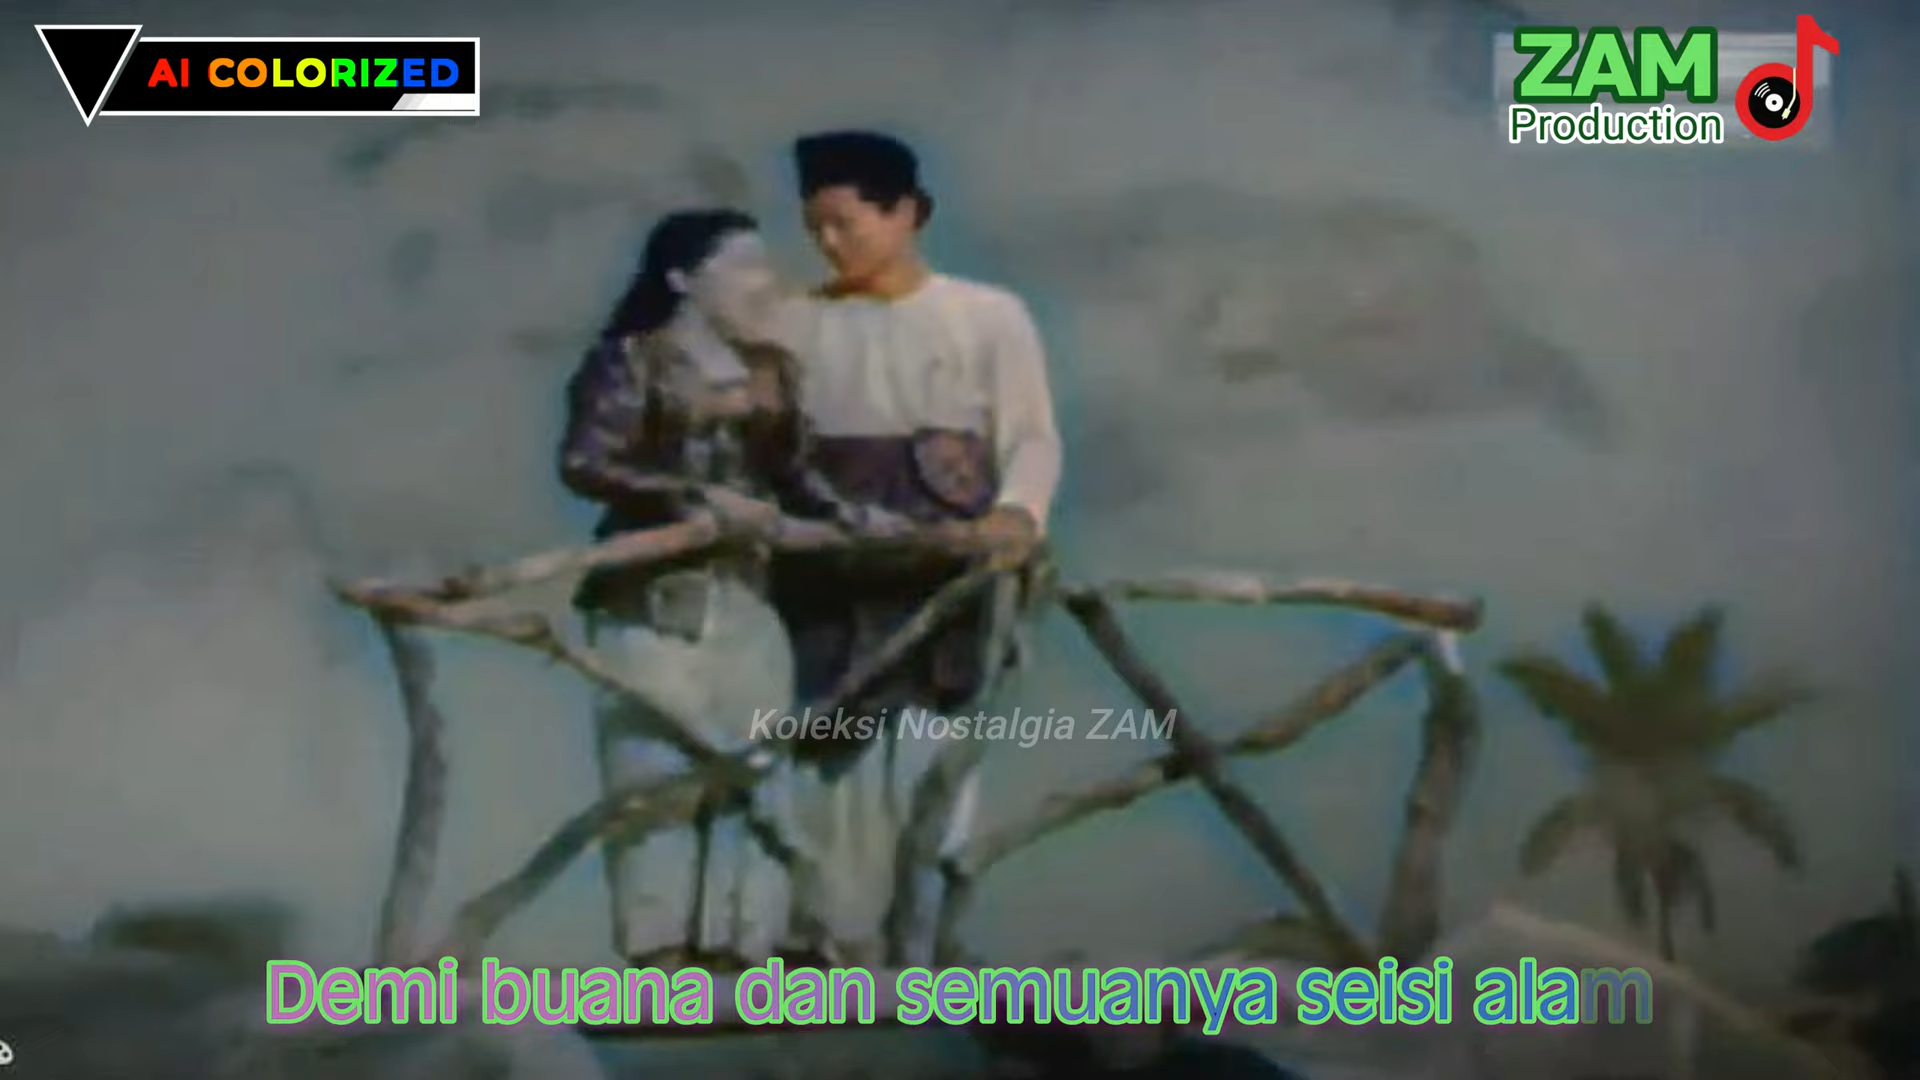 AI COLORIZED
ZAM
Production
Koleksi Nostalgia ZAM
Demi buana dan semuanya seisi alam